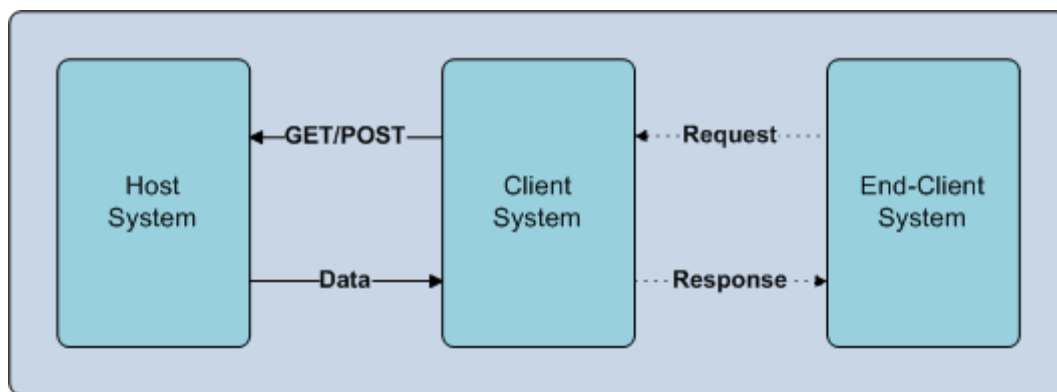 GET/POST
Request
Host
System
Client
System
End-Client
System
Data
Response